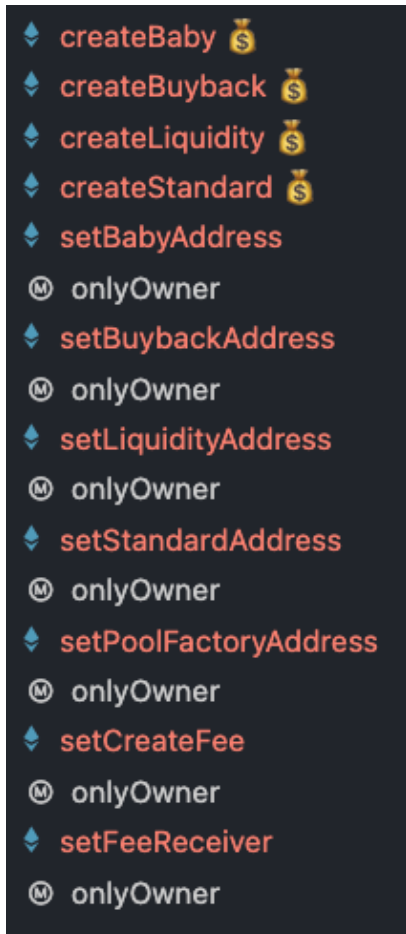 createBaby 💰
createBuyback 💰
createLiquidity 💰
createStandard 💰
setBabyAddress
Ⓜ onlyOwner
setBuybackAddress
Ⓜ onlyOwner
setLiquidityAddress
Ⓜ onlyOwner
setStandardAddress
Ⓜ onlyOwner
setPoolFactoryAddress
Ⓜ onlyOwner
setCreateFee
Ⓜ onlyOwner
setFeeReceiver
Ⓜ onlyOwner